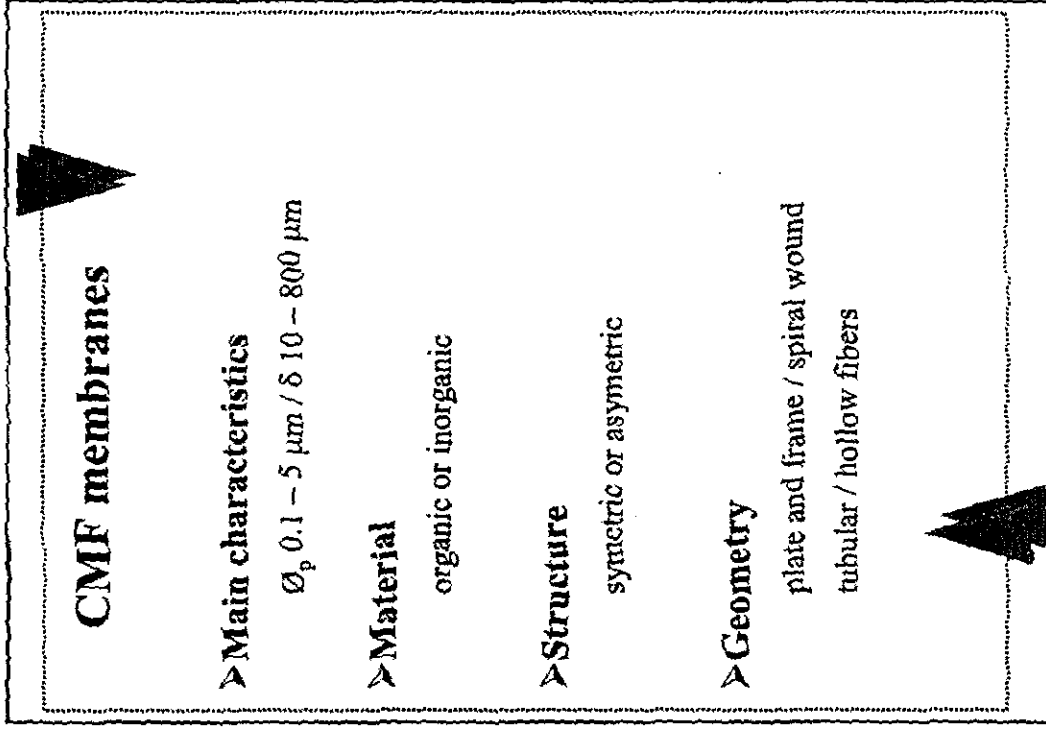 CMF membranes
➢Main characteristics
Ø_p 0.1 – 5 μm / δ 10 – 800 μm
➢Material
organic or inorganic
➢Structure
symetric or asymetric
➢Geometry
plate and frame / spiral wound
tubular / hollow fibers